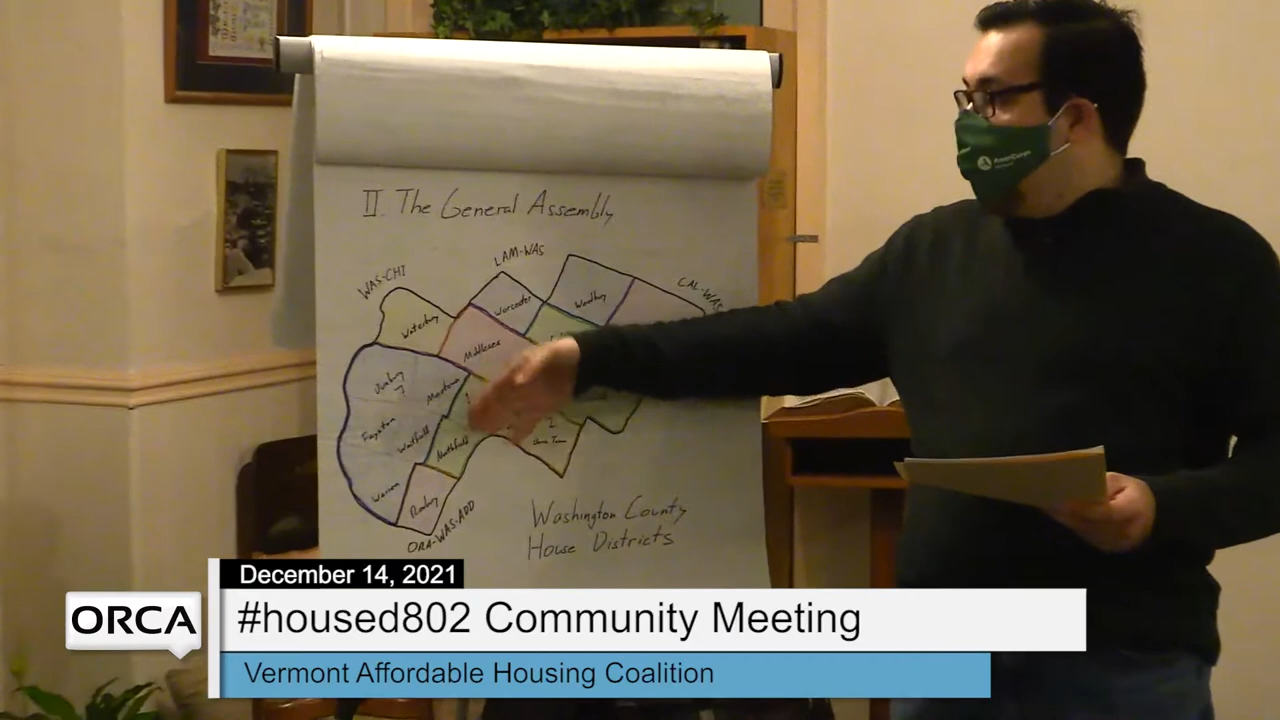 II. The General Assembly
LAM-WAS
WAS-CHI
CAL-WAS
Worcester
Woodbury
Waterbury
Middlesex
Duxbury
Moretown
Fayston
Waitsfield
Northfield
2
Warren
Roxbury
ORA-WAS-ADD
Washington County
House Districts
AmeriCorps
December 14, 2021
ORCA
#housed802 Community Meeting
Vermont Affordable Housing Coalition